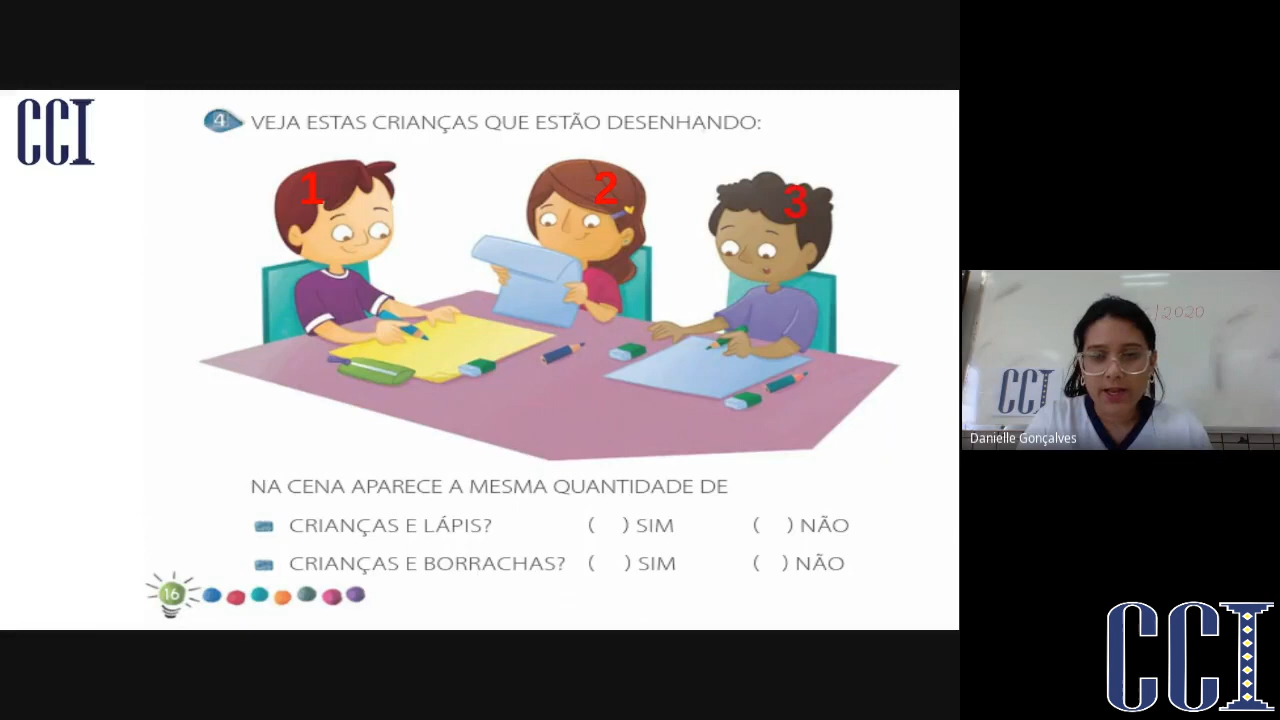 CCI
4 VEJA ESTAS CRIANÇAS QUE ESTÃO DESENHANDO:
1 2 3
NA CENA APARECE A MESMA QUANTIDADE DE
CRIANÇAS E LÁPIS? ( ) SIM ( ) NÃO
CRIANÇAS E BORRACHAS? ( ) SIM ( ) NÃO
16
/2020
CCI
Danielle Gonçalves
CCI